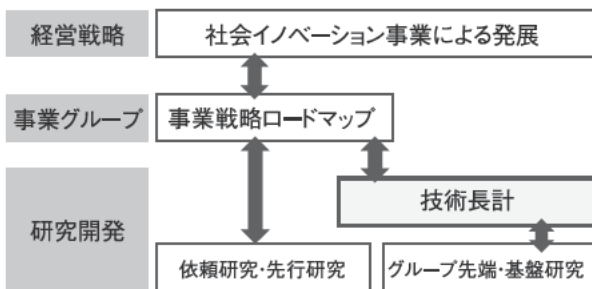 経営戦略
社会イノベーション事業による発展
事業グループ
事業戦略ロードマップ
研究開発
技術長計
依頼研究・先行研究
グループ先端・基盤研究